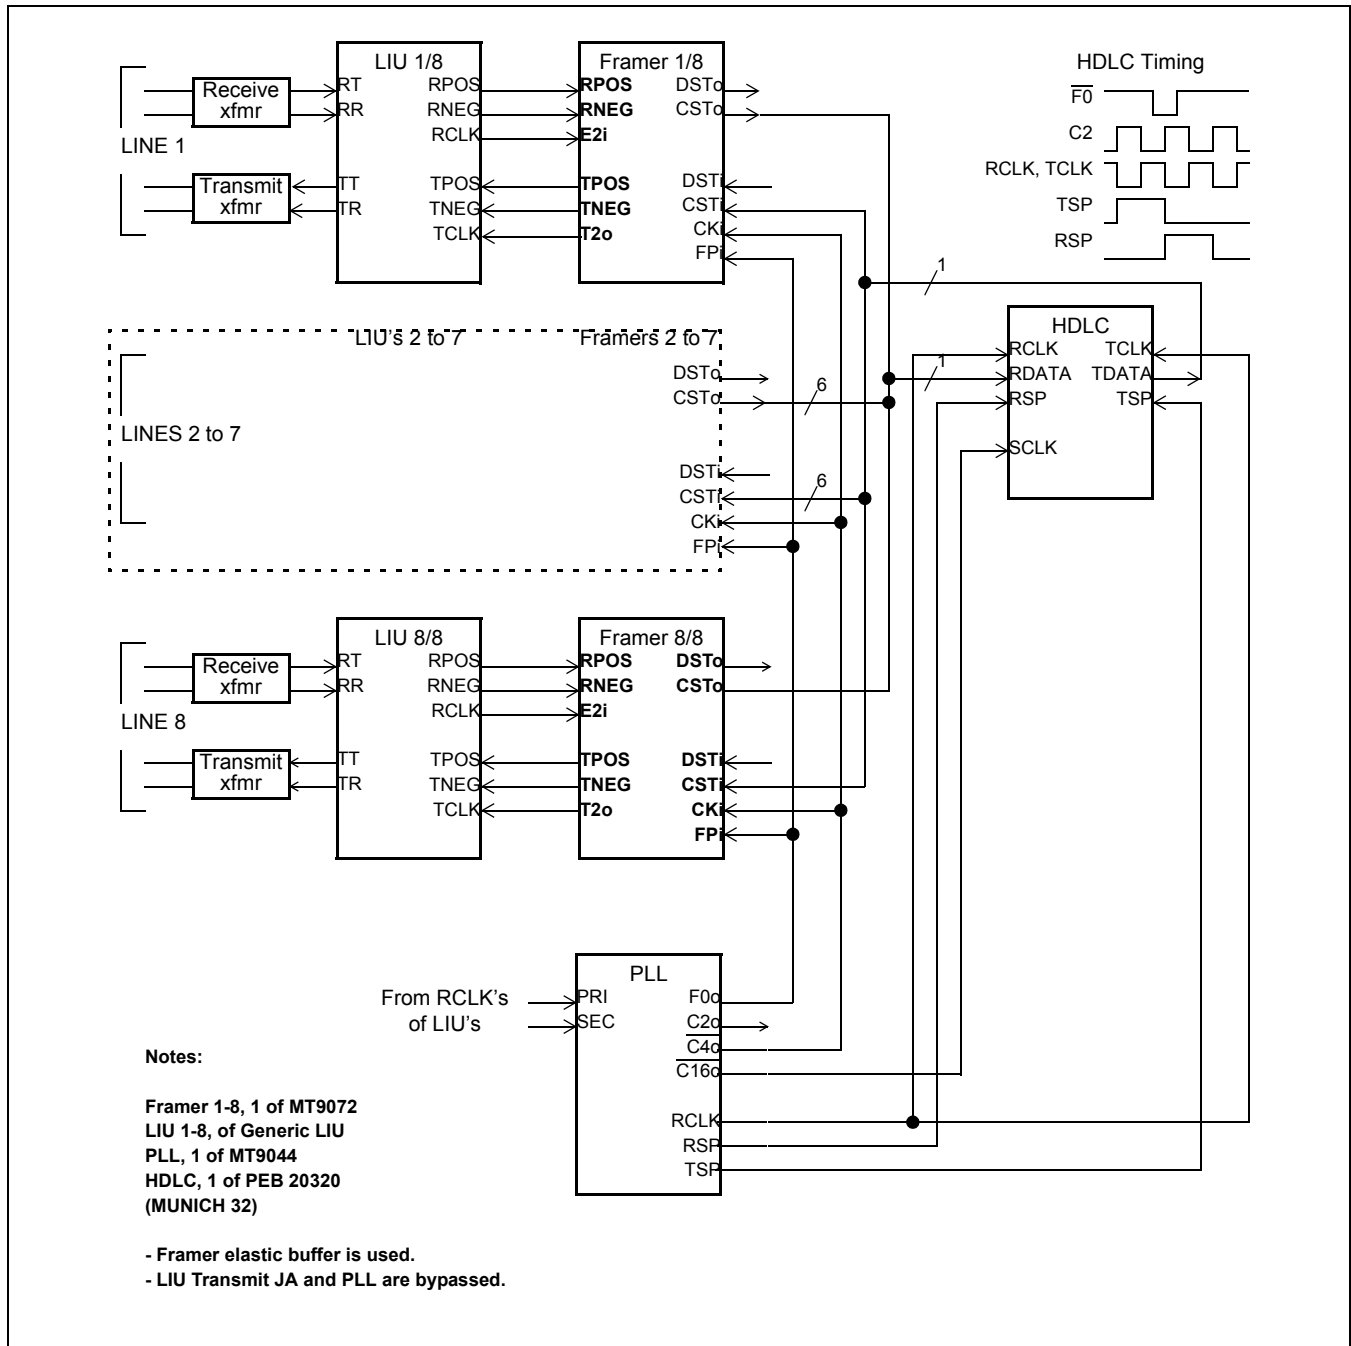 LIU 1/8
Framer 1/8
HDLC Timing
Receive
xfmr
RT
RR
RPOS
RNEG
RCLK
RPOS
RNEG
E2i
DSTo
CSTo
LINE 1
Transmit
xfmr
TT
TR
TPOS
TNEG
TCLK
TPOS
TNEG
T2o
DSTi
CSTi
CKi
FPi
F0
C2
RCLK, TCLK
TSP
RSP
1
LIU's 2 to 7
Framers 2 to 7
DSTo
CSTo
6
LINES 2 to 7
DSTi
CSTi
6
CKi
FPi
1
HDLC
RCLK
RDATA
RSP
SCLK
TCLK
TDATA
TSP
LIU 8/8
Framer 8/8
Receive
xfmr
RT
RR
RPOS
RNEG
RCLK
RPOS
RNEG
E2i
DSTo
CSTo
LINE 8
Transmit
xfmr
TT
TR
TPOS
TNEG
TCLK
TPOS
TNEG
T2o
DSTi
CSTi
CKi
FPi
PLL
From RCLK's
of LIU's
PRI
SEC
F0o
C2o
C4o
C16o
RCLK
RSP
TSP
Notes:
Framer 1-8, 1 of MT9072
LIU 1-8, of Generic LIU
PLL, 1 of MT9044
HDLC, 1 of PEB 20320
(MUNICH 32)
- Framer elastic buffer is used.
- LIU Transmit JA and PLL are bypassed.